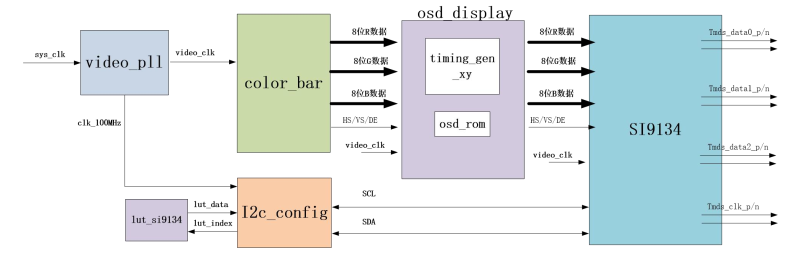 osd_display
sys_clk
video_pll
video_clk
clk_100MHz
color_bar
8位R数据
8位G数据
8位B数据
HS/VS/DE
video_clk
timing_gen
_xy
osd_rom
8位R数据
8位G数据
8位B数据
HS/VS/DE
video_clk
SI9134
Tmds_data0_p/n
Tmds_data1_p/n
Tmds_data2_p/n
Tmds_clk_p/n
lut_si9134
lut_data
lut_index
I2c_config
SCL
SDA